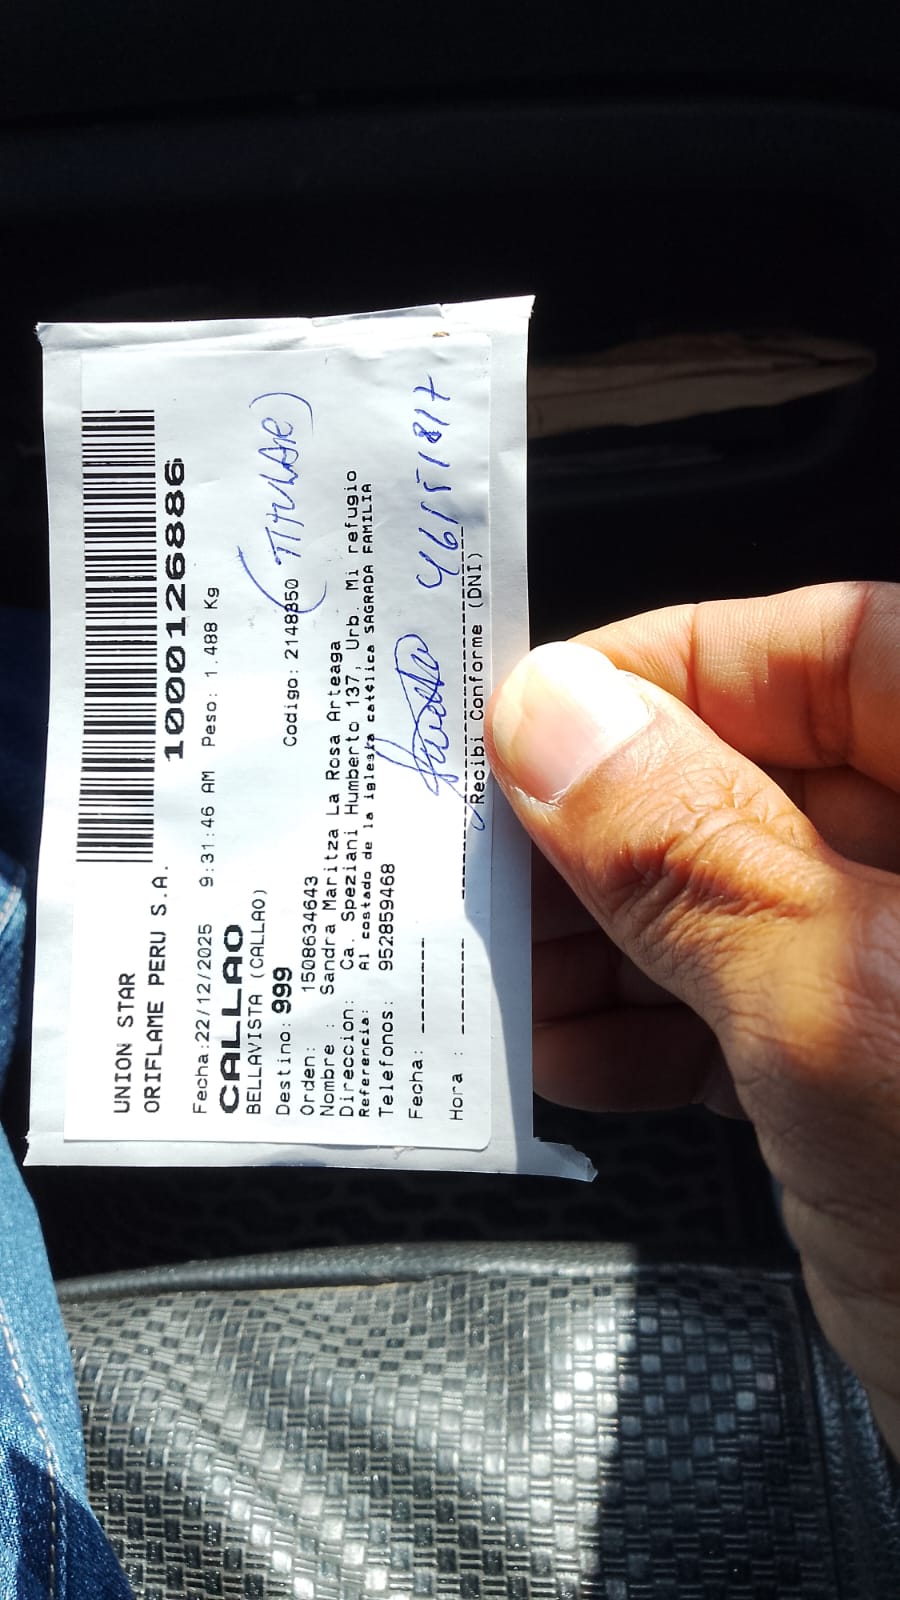 UNION STAR
ORIFLAME PERU S.A.
1000126886
Fecha:22/12/2025 9:31:46 AM Peso: 1.488 Kg
CALLAO
BELLAVISTA (CALLAO)
Destino: 999 Codigo: 2148350 (TITULAR)
Orden: 1508634643
Nombre : Sandra Maritza La Rosa Arteaga
Direccion: Ca. Speziani Humberto 137, Urb. Mi refugio
Referencia: Al costado de la iglesia católica SAGRADA FAMILIA
Telefonos: 952859468
Fecha: --------
Hora : --------
Recibi Conforme (DNI)